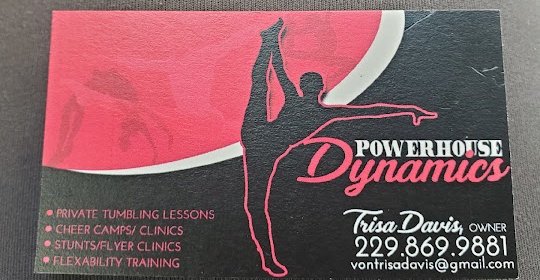 POWERHOUSE
Dynamics
• PRIVATE TUMBLING LESSONS
• CHEER CAMPS/ CLINICS
• STUNTS/FLYER CLINICS
• FLEXABILITY TRAINING
Trisa Davis, OWNER
229.869.9881
vontrisadavis@gmail.com